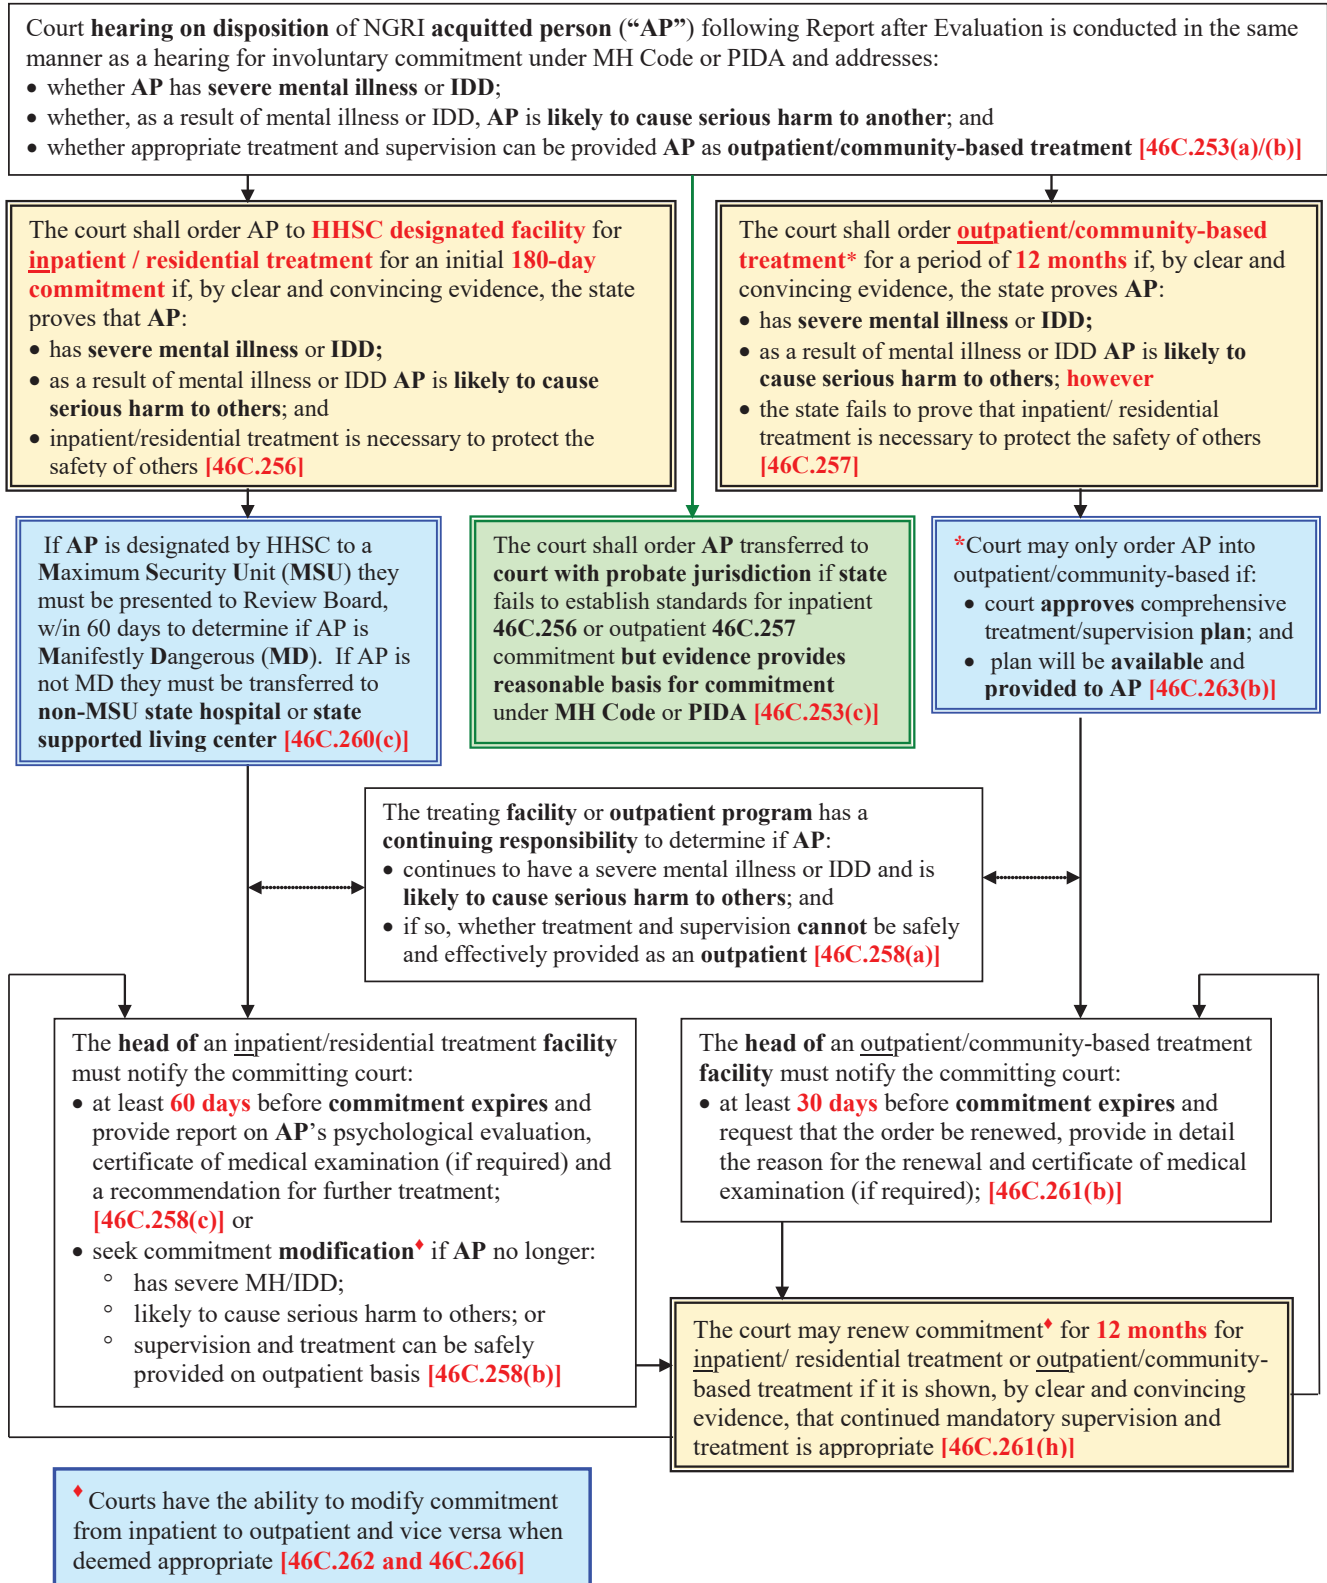 Court hearing on disposition of NGRI acquitted person (“AP”) following Report after Evaluation is conducted in the same
manner as a hearing for involuntary commitment under MH Code or PIDA and addresses:
• whether AP has severe mental illness or IDD;
• whether, as a result of mental illness or IDD, AP is likely to cause serious harm to another; and
• whether appropriate treatment and supervision can be provided AP as outpatient/community-based treatment [46C.253(a)/(b)]
The court shall order AP to HHSC designated facility for
inpatient / residential treatment for an initial 180-day
commitment if, by clear and convincing evidence, the state
proves that AP:
• has severe mental illness or IDD;
• as a result of mental illness or IDD AP is likely to cause
serious harm to others; and
• inpatient/residential treatment is necessary to protect the
safety of others [46C.256]
The court shall order outpatient/community-based
treatment* for a period of 12 months if, by clear and
convincing evidence, the state proves AP:
• has severe mental illness or IDD;
• as a result of mental illness or IDD AP is likely to
cause serious harm to others; however
• the state fails to prove that inpatient/ residential
treatment is necessary to protect the safety of others
[46C.257]
If AP is designated by HHSC to a
Maximum Security Unit (MSU) they
must be presented to Review Board,
w/in 60 days to determine if AP is
Manifestly Dangerous (MD). If AP is
not MD they must be transferred to
non-MSU state hospital or state
supported living center [46C.260(c)]
The court shall order AP transferred to
court with probate jurisdiction if state
fails to establish standards for inpatient
46C.256 or outpatient 46C.257
commitment but evidence provides
reasonable basis for commitment
under MH Code or PIDA [46C.253(c)]
*Court may only order AP into
outpatient/community-based if:
• court approves comprehensive
treatment/supervision plan; and
• plan will be available and
provided to AP [46C.263(b)]
The treating facility or outpatient program has a
continuing responsibility to determine if AP:
• continues to have a severe mental illness or IDD and is
likely to cause serious harm to others; and
• if so, whether treatment and supervision cannot be safely
and effectively provided as an outpatient [46C.258(a)]
The head of an inpatient/residential treatment facility
must notify the committing court:
• at least 60 days before commitment expires and
provide report on AP’s psychological evaluation,
certificate of medical examination (if required) and
a recommendation for further treatment;
[46C.258(c)] or
• seek commitment modification♦ if AP no longer:
° has severe MH/IDD;
° likely to cause serious harm to others; or
° supervision and treatment can be safely
provided on outpatient basis [46C.258(b)]
The head of an outpatient/community-based treatment
facility must notify the committing court:
• at least 30 days before commitment expires and
request that the order be renewed, provide in detail
the reason for the renewal and certificate of medical
examination (if required); [46C.261(b)]
The court may renew commitment♦ for 12 months for
inpatient/ residential treatment or outpatient/community-
based treatment if it is shown, by clear and convincing
evidence, that continued mandatory supervision and
treatment is appropriate [46C.261(h)]
♦ Courts have the ability to modify commitment
from inpatient to outpatient and vice versa when
deemed appropriate [46C.262 and 46C.266]